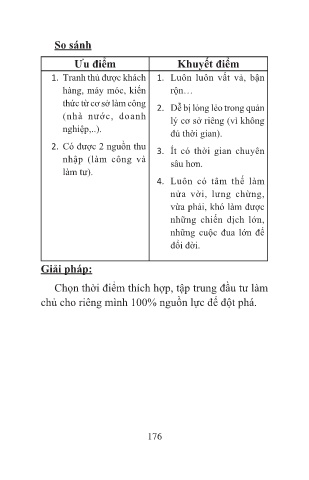 So sánh
Ưu điểm
1. Tranh thủ được khách
hàng, máy móc, kiến
thức từ cơ sở làm công
(nhà nước, doanh
nghiệp,..).
2. Có được 2 nguồn thu
nhập (làm công và
làm tư).
Khuyết điểm
1. Luôn luôn vất vả, bận
rộn…
2. Dễ bị lỏng lẻo trong quản
lý cơ sở riêng (vì không
đủ thời gian).
3. Ít có thời gian chuyên
sâu hơn.
4. Luôn có tâm thế làm
nửa vời, lưng chừng,
vừa phải, khó làm được
những chiến dịch lớn,
những cuộc đua lớn để
đổi đời.
Giải pháp:
Chọn thời điểm thích hợp, tập trung đầu tư làm
chủ cho riêng mình 100% nguồn lực để đột phá.
176